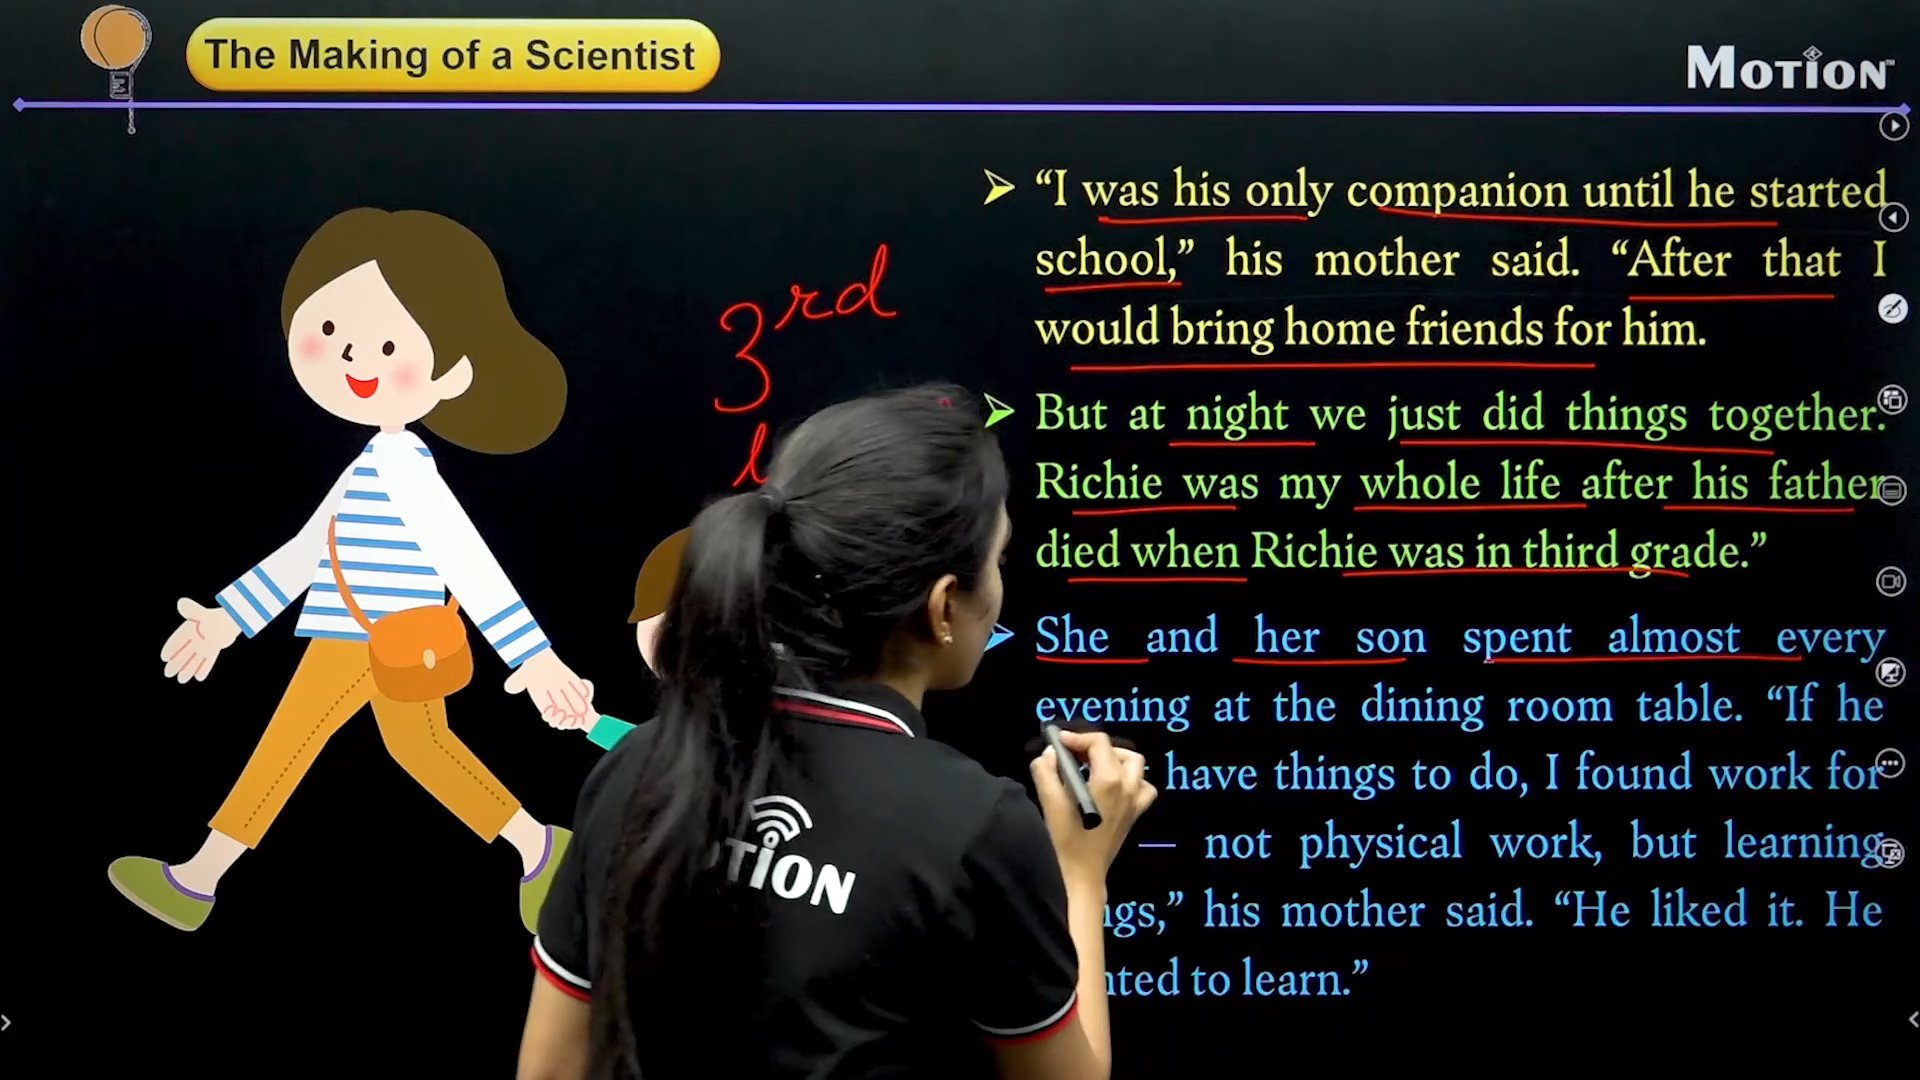 The Making of a Scientist
MOTION
3rd
“I was his only companion until he started
school,” his mother said. “After that I
would bring home friends for him.
But at night we just did things together.
Richie was my whole life after his father
died when Richie was in third grade.”
She and her son spent almost every
evening at the dining room table. “If he
have things to do, I found work for
— not physical work, but learning
his mother said. “He liked it. He
to learn.”